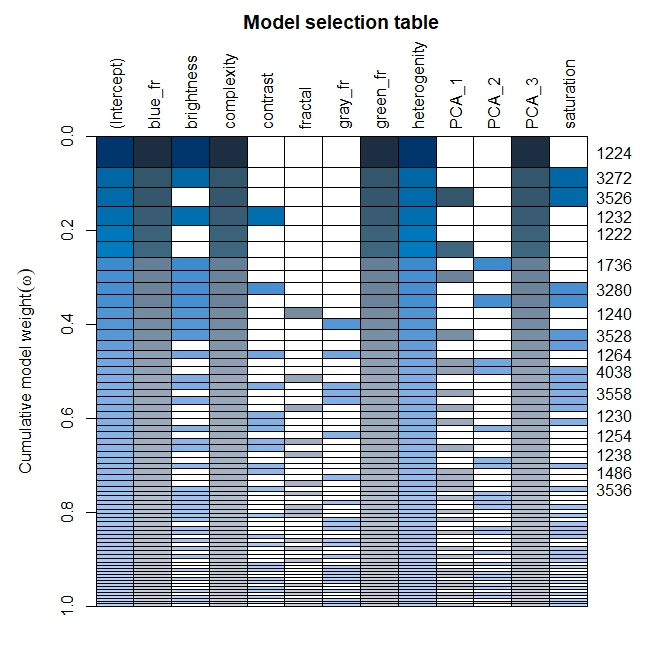 Model selection table
(Intercept)
blue_fr
brightness
complexity
contrast
fractal
gray_fr
green_fr
heterogenity
PCA_1
PCA_2
PCA_3
saturation
Cumulative model weight(ω)
0.0
0.2
0.4
0.6
0.8
1.0
1224
3272
3526
1232
1222
1736
3280
1240
3528
1264
4038
3558
1230
1254
1238
1486
3536